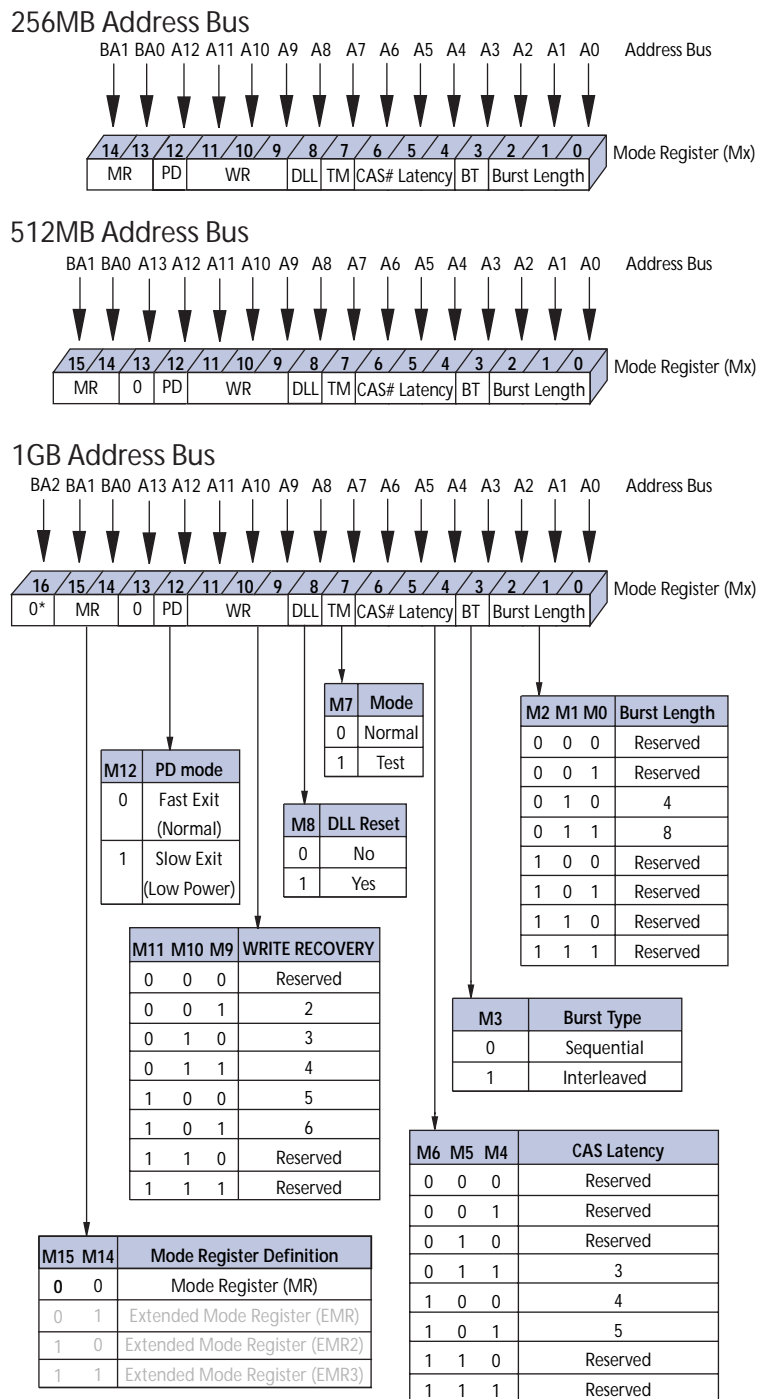 256MB Address Bus
BA1 BA0 A12 A11 A10 A9 A8 A7 A6 A5 A4 A3 A2 A1 A0 Address Bus
14 13 12 11 10 9 8 7 6 5 4 3 2 1 0 Mode Register (Mx)
MR PD WR DLL TM CAS# Latency BT Burst Length
512MB Address Bus
BA1 BA0 A13 A12 A11 A10 A9 A8 A7 A6 A5 A4 A3 A2 A1 A0 Address Bus
15 14 13 12 11 10 9 8 7 6 5 4 3 2 1 0 Mode Register (Mx)
MR 0 PD WR DLL TM CAS# Latency BT Burst Length
1GB Address Bus
BA2 BA1 BA0 A13 A12 A11 A10 A9 A8 A7 A6 A5 A4 A3 A2 A1 A0 Address Bus
16 15 14 13 12 11 10 9 8 7 6 5 4 3 2 1 0 Mode Register (Mx)
0* MR 0 PD WR DLL TM CAS# Latency BT Burst Length
M7 Mode
0 Normal
1 Test
M2 M1 M0 Burst Length
0 0 0 Reserved
0 0 1 Reserved
0 1 0 4
0 1 1 8
1 0 0 Reserved
1 0 1 Reserved
1 1 0 Reserved
1 1 1 Reserved
M12 PD mode
0 Fast Exit
(Normal)
1 Slow Exit
(Low Power)
M8 DLL Reset
0 No
1 Yes
M11 M10 M9 WRITE RECOVERY
0 0 0 Reserved
0 0 1 2
0 1 0 3
0 1 1 4
1 0 0 5
1 0 1 6
1 1 0 Reserved
1 1 1 Reserved
M3 Burst Type
0 Sequential
1 Interleaved
M6 M5 M4 CAS Latency
0 0 0 Reserved
0 0 1 Reserved
0 1 0 Reserved
0 1 1 3
1 0 0 4
1 0 1 5
1 1 0 Reserved
1 1 1 Reserved
M15 M14 Mode Register Definition
0 0 Mode Register (MR)
0 1 Extended Mode Register (EMR)
1 0 Extended Mode Register (EMR2)
1 1 Extended Mode Register (EMR3)